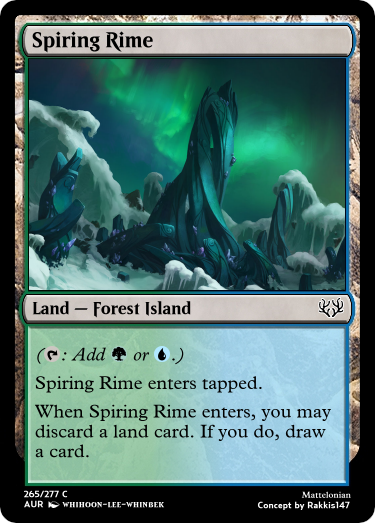 Spiring Rime
Land — Forest Island
(: Add or .)
Spiring Rime enters tapped.
When Spiring Rime enters, you may
discard a land card. If you do, draw
a card.
265/277 C
Mattelonian
AUR WHIHOON-LEE-WHINBEK
Concept by Rakkis147